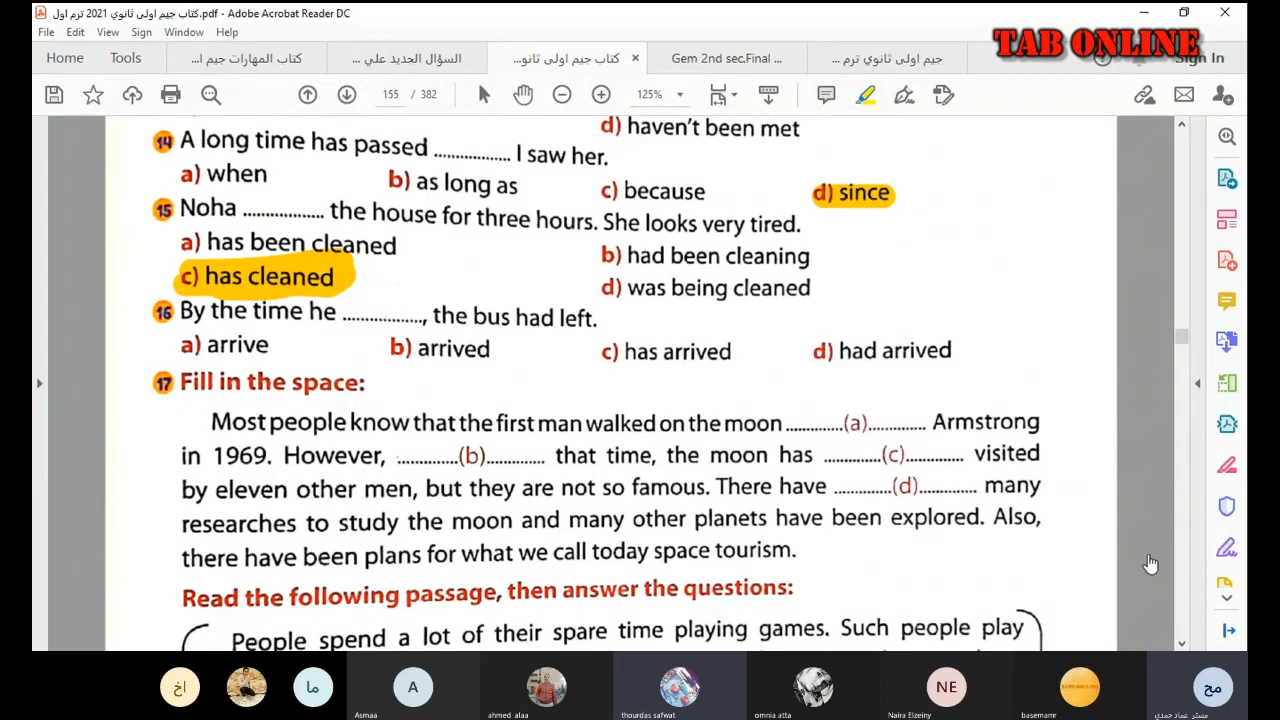 كتاب جيم اولى ثانوي 2021 ترم اول.pdf - Adobe Acrobat Reader DC
File Edit View Sign Window Help
TAB ONLINE
Home Tools كتاب المهارات جيم ا... السؤال الجديد علي ... كتاب جيم اولى ثانو... × Gem 2nd sec.Final ... جيم اولى ثانوي ترم ... Sign In
155 / 382 125%
d) haven't been met
14 A long time has passed ................ I saw her.
a) when b) as long as c) because d) since
15 Noha ................ the house for three hours. She looks very tired.
a) has been cleaned b) had been cleaning
c) has cleaned d) was being cleaned
16 By the time he ................, the bus had left.
a) arrive b) arrived c) has arrived d) had arrived
17 Fill in the space:
Most people know that the first man walked on the moon ............(a)............ Armstrong
in 1969. However, ............(b)............ that time, the moon has ............(c)............ visited
by eleven other men, but they are not so famous. There have ............(d)............ many
researches to study the moon and many other planets have been explored. Also,
there have been plans for what we call today space tourism.
Read the following passage, then answer the questions:
People spend a lot of their spare time playing games. Such people play
اخ ما A NE مح
Asmaa ahmed alaa thourdas safwat omnia atta Naira Elzeiny basemamr مستر عماد حمدي